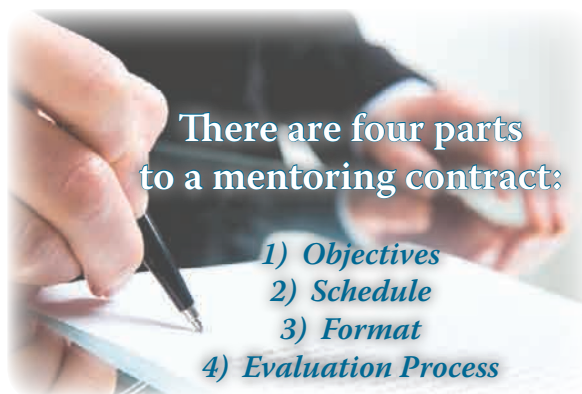 There are four parts
to a mentoring contract:
1) Objectives
2) Schedule
3) Format
4) Evaluation Process